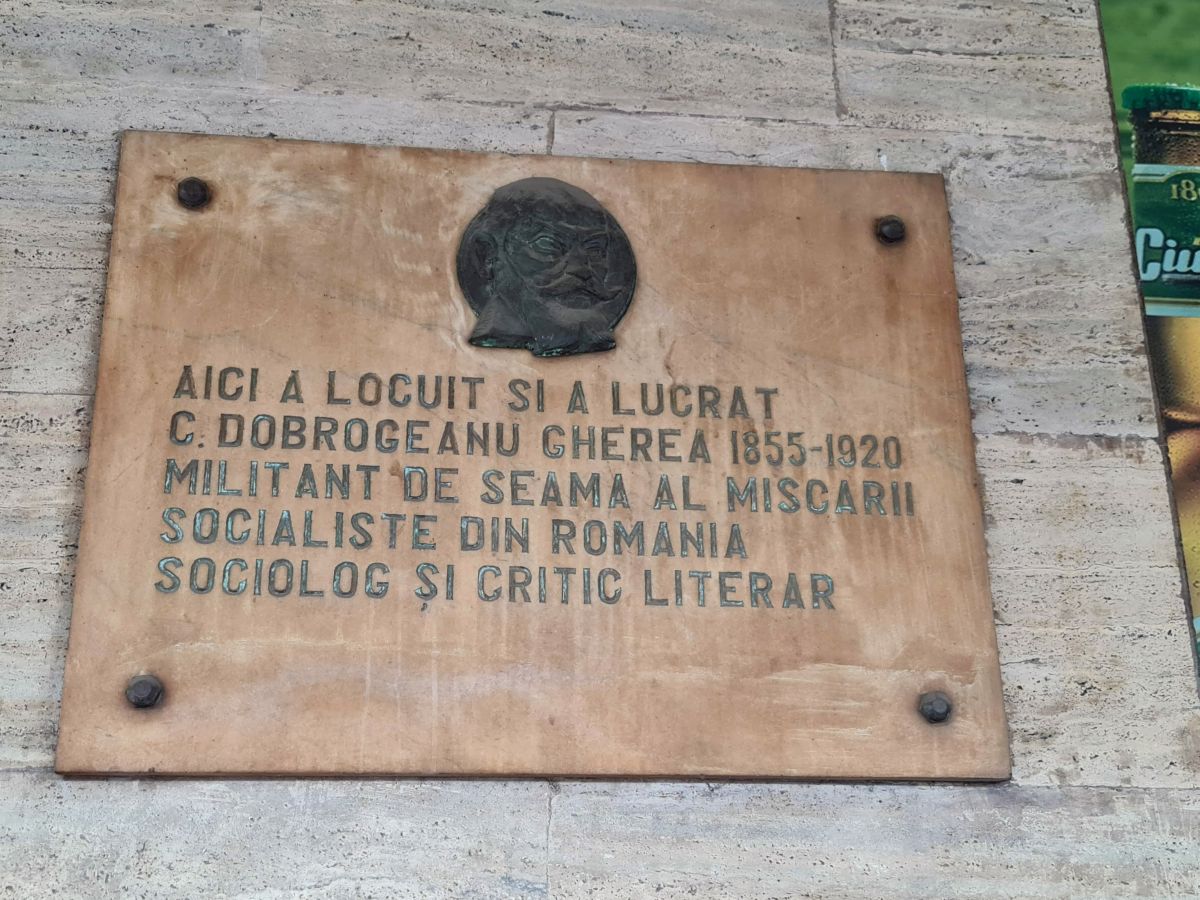 AICI A LOCUIT SI A LUCRAT
C. DOBROGEANU GHEREA 1855-1920
MILITANT DE SEAMA AL MISCARII
SOCIALISTE DIN ROMANIA
SOCIOLOG ȘI CRITIC LITERAR